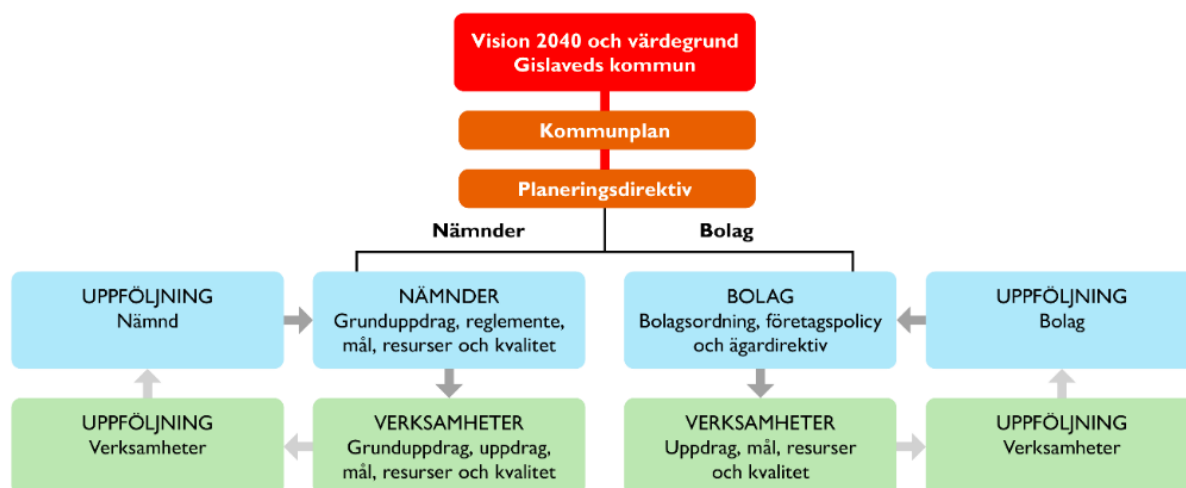 Vision 2040 och värdegrund
Gislaveds kommun
Kommunplan
Planeringsdirektiv
Nämnder
Bolag
UPPFÖLJNING
Nämnd
NÄMNDER
Grunduppdrag, reglemente,
mål, resurser och kvalitet
BOLAG
Bolagsordning, företagspolicy
och ägardirektiv
UPPFÖLJNING
Bolag
UPPFÖLJNING
Verksamheter
VERKSAMHETER
Grunduppdrag, uppdrag,
mål, resurser och kvalitet
VERKSAMHETER
Uppdrag, mål, resurser
och kvalitet
UPPFÖLJNING
Verksamheter